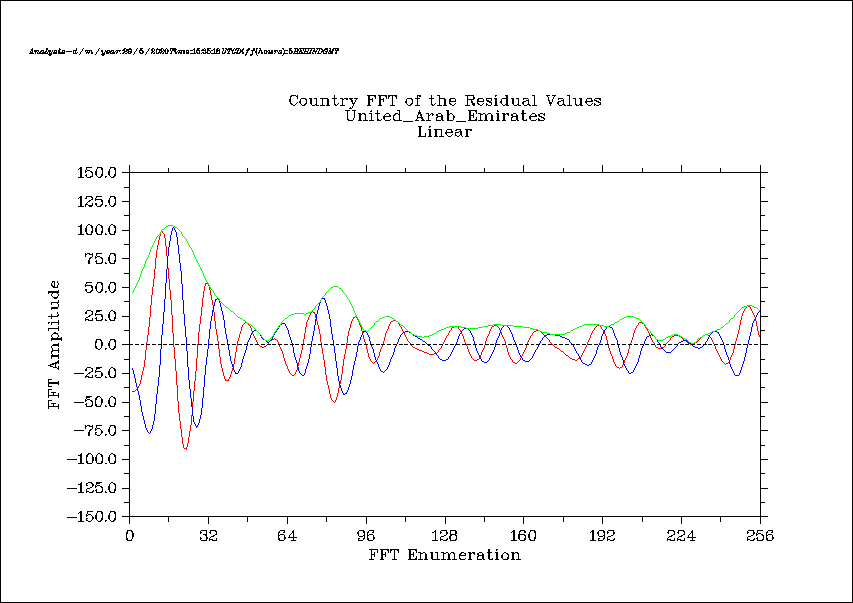 Country FFT of the Residual Values
United_Arab_Emirates
Linear
150.0
125.0
100.0
75.0
50.0
25.0
0.0
−25.0
−50.0
−75.0
−100.0
−125.0
−150.0
FFT Amplitude
0 32 64 96 128 160 192 224 256
FFT Enumeration